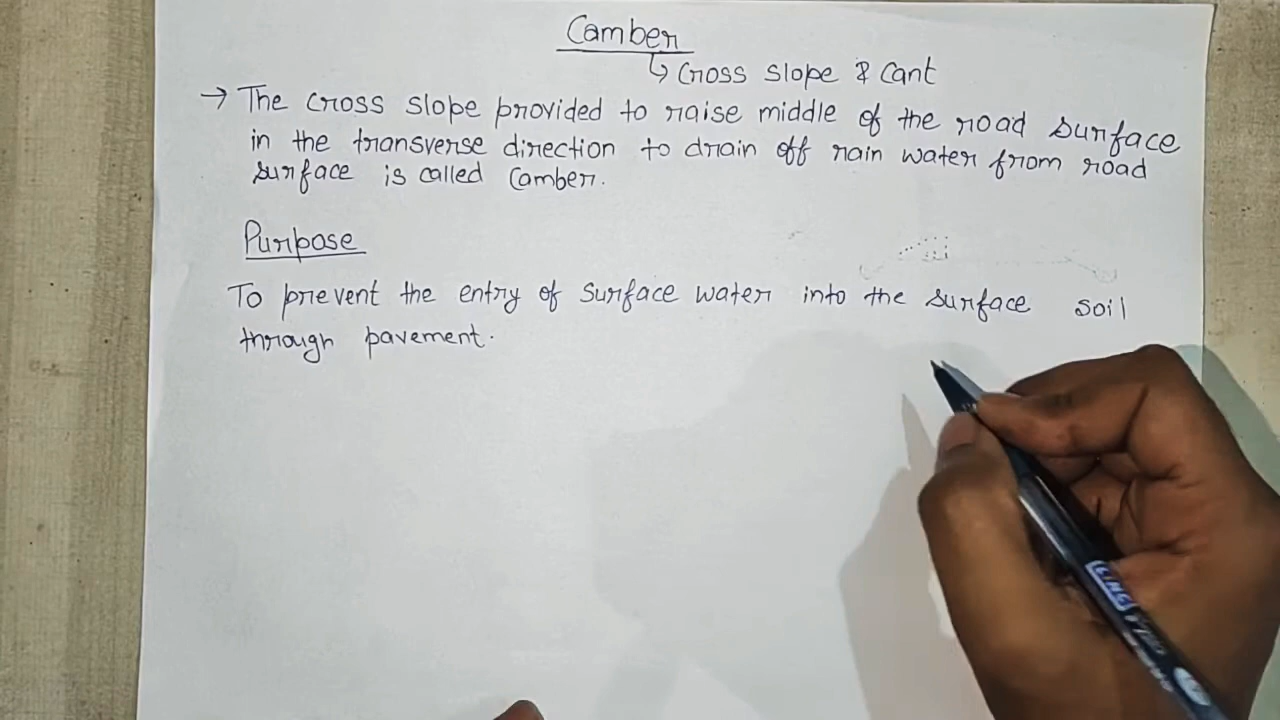 Camber
↳ Cross slope & Cant
→ The cross slope provided to raise middle of the road surface
in the transverse direction to drain off rain water from road
surface is called Camber.
Purpose
To prevent the entry of surface water into the surface soil
through pavement.